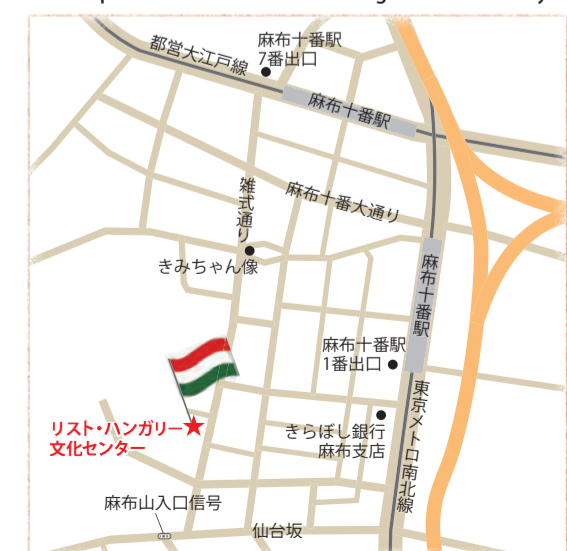 都営大江戸線
麻布十番駅
7番出口
麻布十番駅
雑式通り
麻布十番大通り
きみちゃん像
麻布十番駅
麻布十番駅
1番出口
東京メトロ南北線
きらぼし銀行
麻布支店
リスト・ハンガリー
文化センター
麻布山入口信号
仙台坂